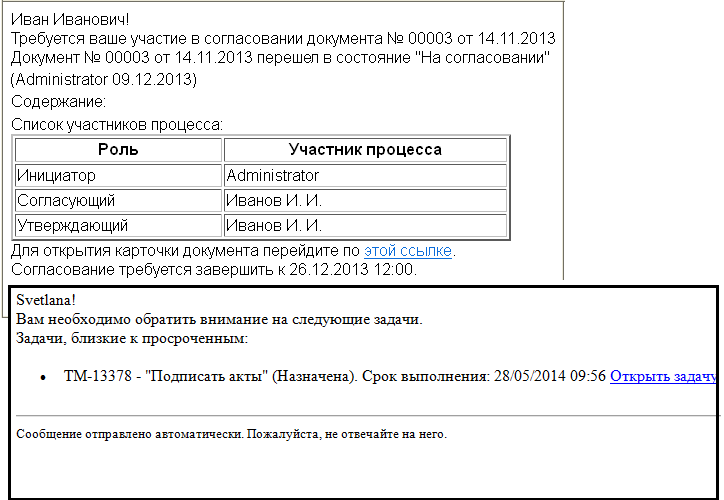 Иван Иванович!
Требуется ваше участие в согласовании документа № 00003 от 14.11.2013
Документ № 00003 от 14.11.2013 перешел в состояние "На согласовании"
(Administrator 09.12.2013)
Содержание:
Список участников процесса:
Роль Участник процесса
Инициатор Administrator
Согласующий Иванов И. И.
Утверждающий Иванов И. И.
Для открытия карточки документа перейдите по этой ссылке.
Согласование требуется завершить к 26.12.2013 12:00.
Svetlana!
Вам необходимо обратить внимание на следующие задачи.
Задачи, близкие к просроченным:
• ТМ-13378 - "Подписать акты" (Назначена). Срок выполнения: 28/05/2014 09:56 Открыть задачу
Сообщение отправлено автоматически. Пожалуйста, не отвечайте на него.